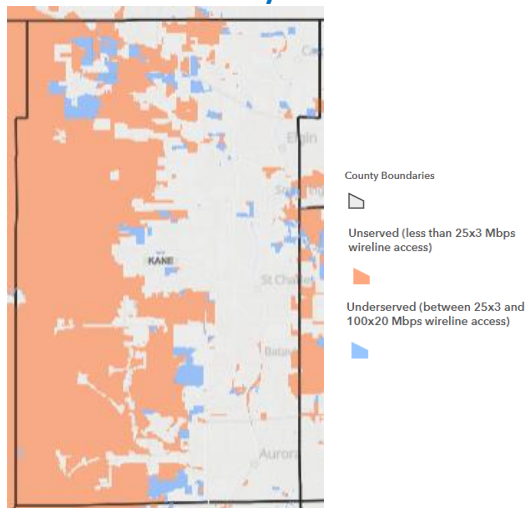 Elgin
County Boundaries
Unserved (less than 25x3 Mbps
wireline access)
KANE
St Charles
Underserved (between 25x3 and
100x20 Mbps wireline access)
Aurora